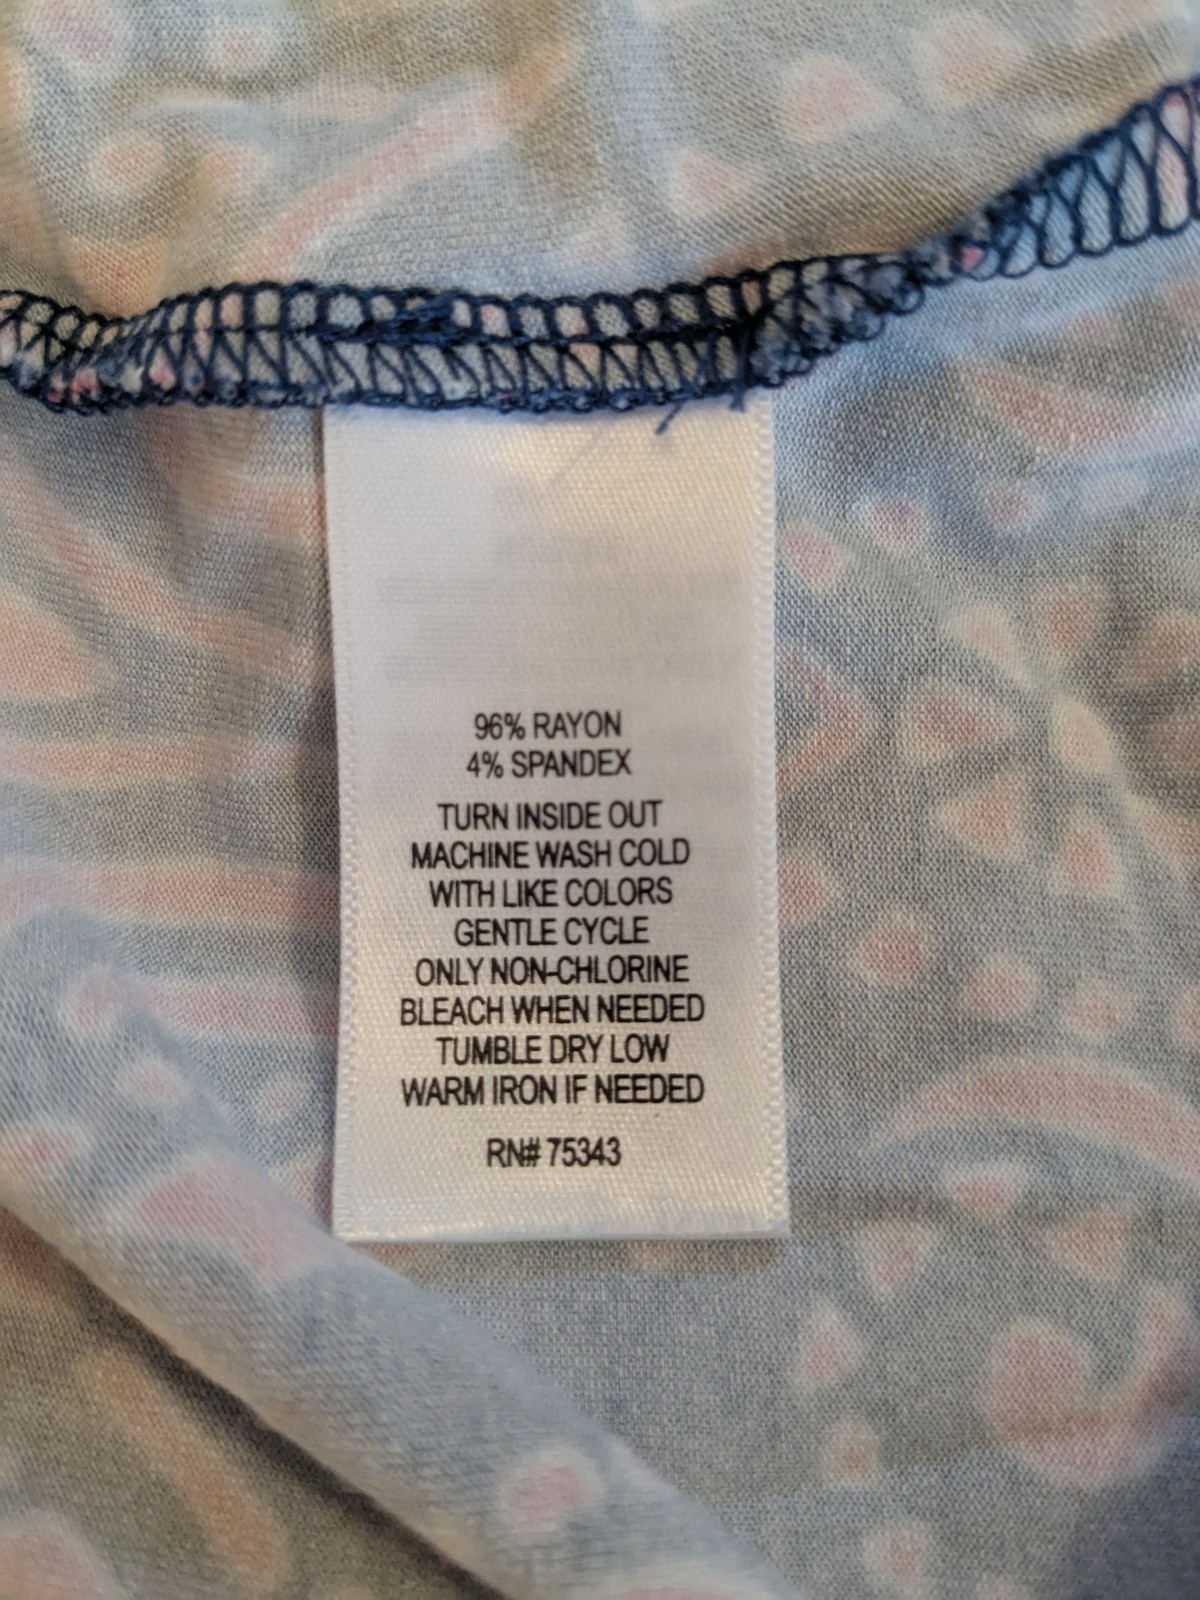 96% RAYON
4% SPANDEX
TURN INSIDE OUT
MACHINE WASH COLD
WITH LIKE COLORS
GENTLE CYCLE
ONLY NON-CHLORINE
BLEACH WHEN NEEDED
TUMBLE DRY LOW
WARM IRON IF NEEDED
RN# 75343